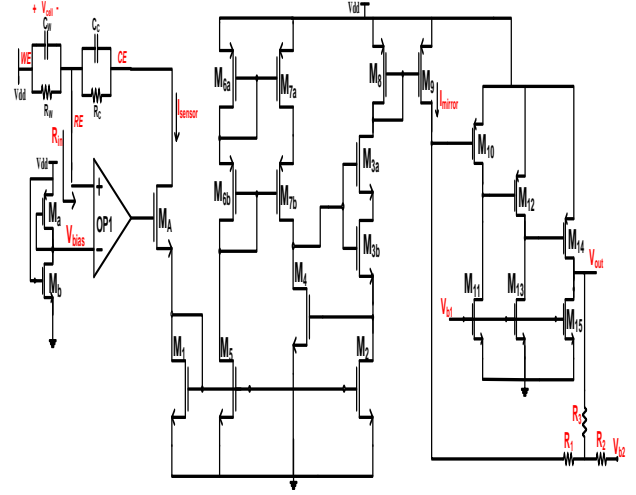 + V_cell -
C_w
C_c
WE
CE
Vdd
R_w
R_c
RE
R_in
I_sensor
Vdd
M_a
V_bias
M_b
+
OP1
-
M_A
M_1
M_5
M_2
M_6a
M_7a
M_6b
M_7b
M_4
M_3a
M_3b
Vdd
M_8
M_9
I_mirror
M_10
M_12
M_14
V_out
M_11
M_13
M_15
V_b1
R_3
R_1
R_2
V_b2